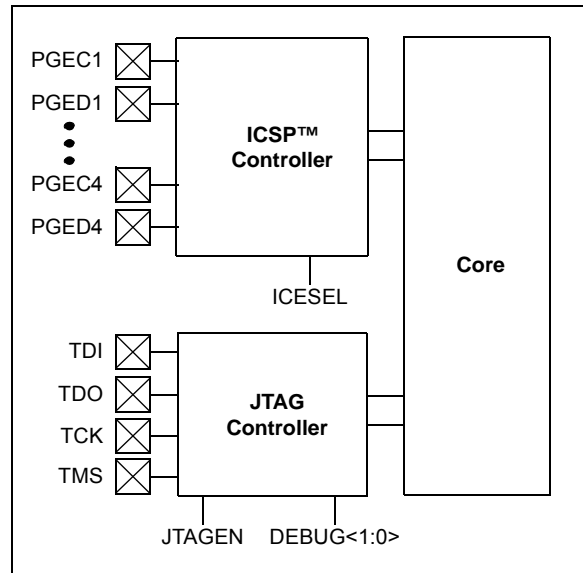 PGEC1
PGED1
PGEC4
PGED4
ICSP™
Controller
ICESEL
Core
TDI
TDO
TCK
TMS
JTAG
Controller
JTAGEN
DEBUG<1:0>